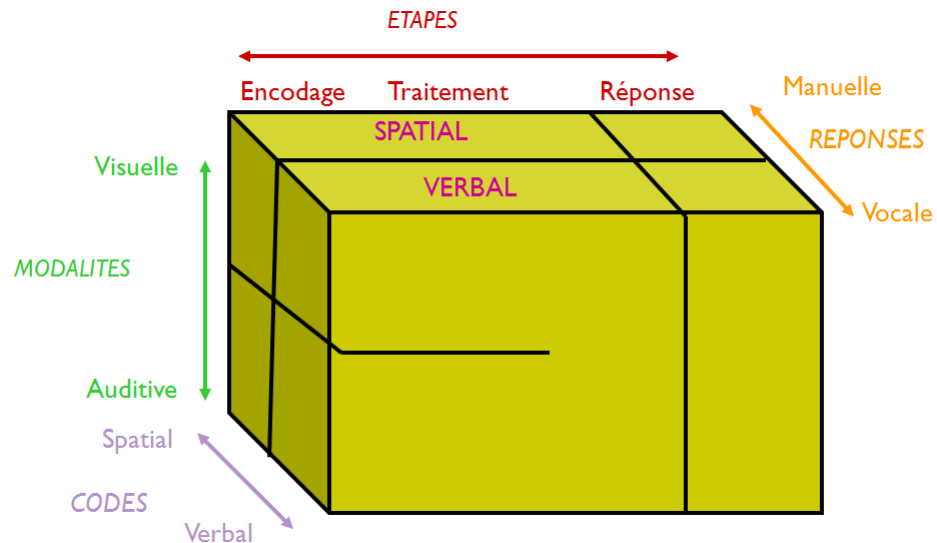 ETAPES
Encodage Traitement Réponse
Manuelle
SPATIAL
REPONSES
Visuelle
VERBAL
Vocale
MODALITES
Auditive
Spatial
CODES
Verbal